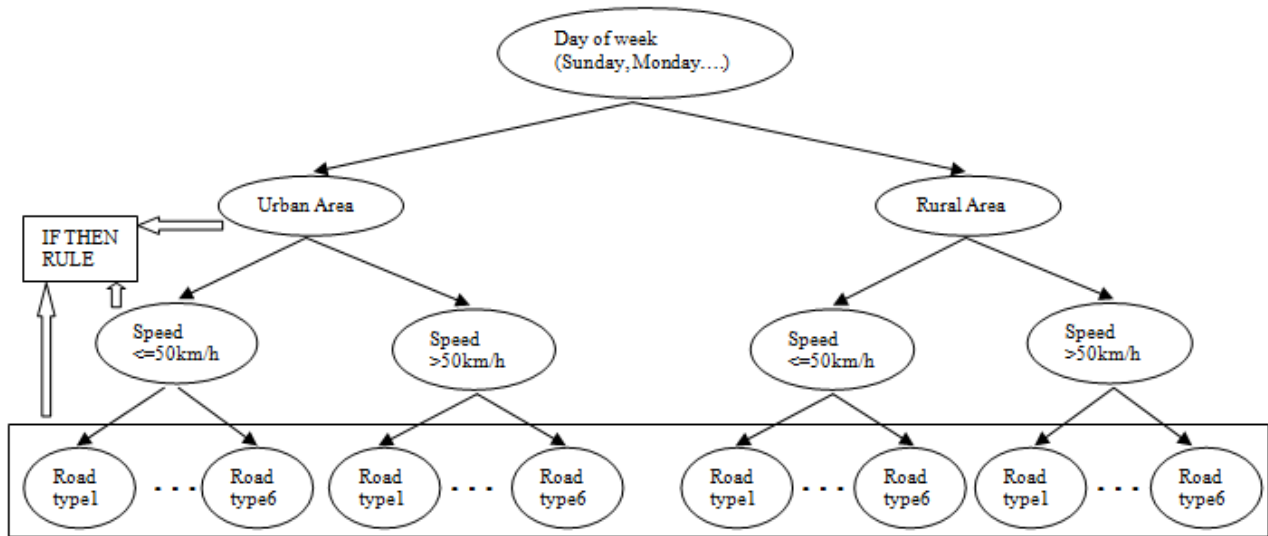 Day of week
(Sunday, Monday....)
Urban Area
Rural Area
IF THEN
RULE
Speed
<=50km/h
Speed
>50km/h
Speed
<=50km/h
Speed
>50km/h
Road
type1
. . .
Road
type6
Road
type1
. . .
Road
type6
Road
type1
. . .
Road
type6
Road
type1
. . .
Road
type6